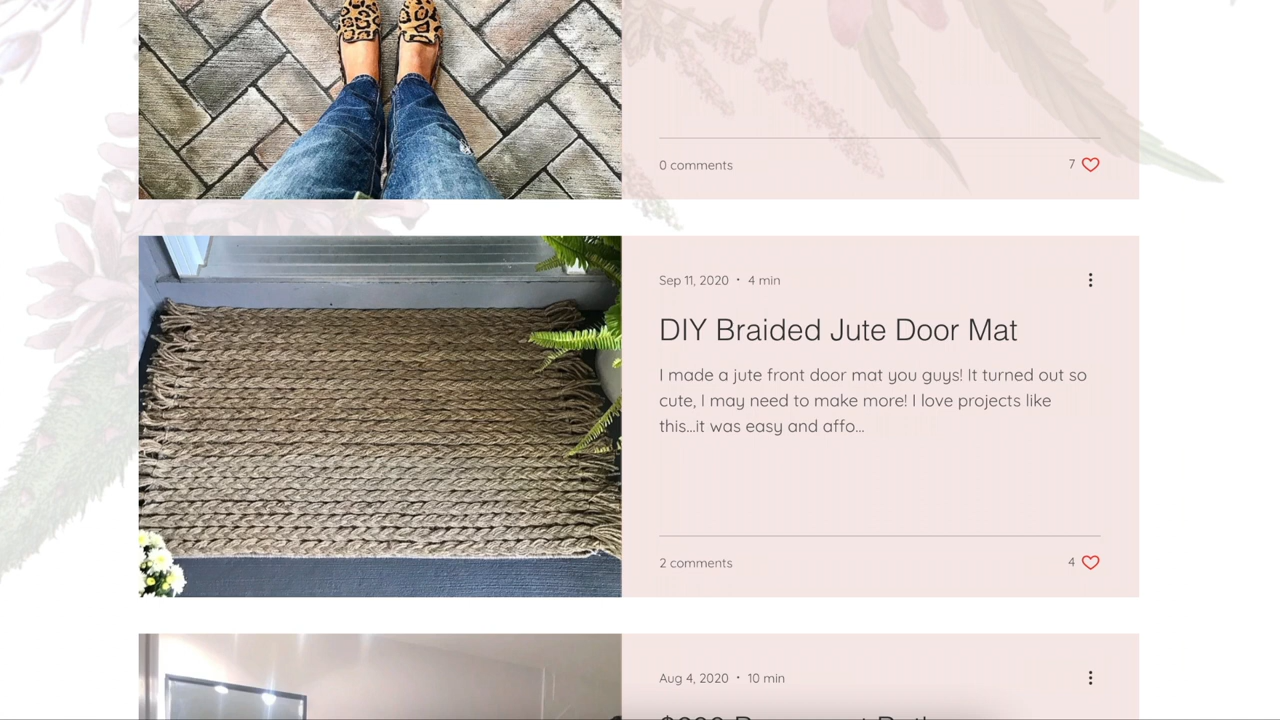 0 comments
7
Sep 11, 2020 · 4 min
DIY Braided Jute Door Mat
I made a jute front door mat you guys! It turned out so
cute, I may need to make more! I love projects like
this...it was easy and affo...
2 comments
4
Aug 4, 2020 · 10 min